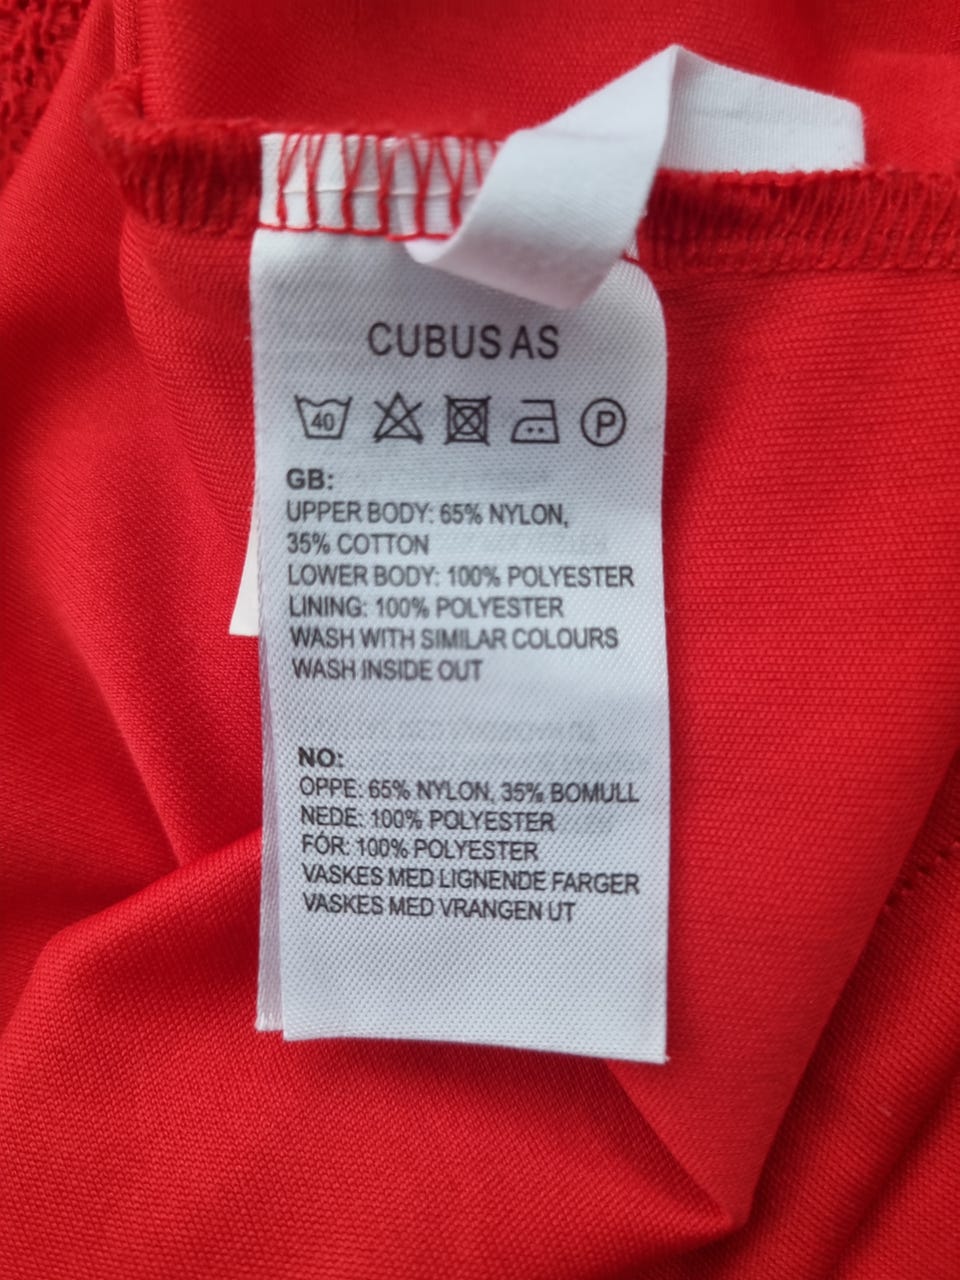 CUBUS AS
40 P
GB:
UPPER BODY: 65% NYLON,
35% COTTON
LOWER BODY: 100% POLYESTER
LINING: 100% POLYESTER
WASH WITH SIMILAR COLOURS
WASH INSIDE OUT
NO:
OPPE: 65% NYLON, 35% BOMULL
NEDE: 100% POLYESTER
FÓR: 100% POLYESTER
VASKES MED LIGNENDE FARGER
VASKES MED VRANGEN UT